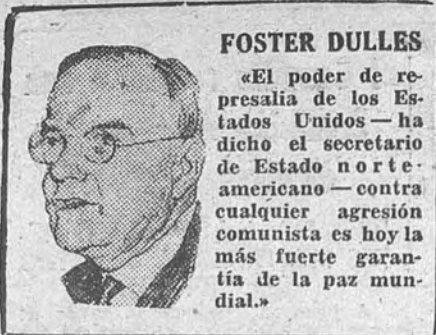 FOSTER DULLES
«El poder de re-
presalia de los Es-
tados Unidos — ha
dicho el secretario
de Estado norte-
americano — contra
cualquier agresión
comunista es hoy la
más fuerte garan-
tía de la paz mun-
dial.»